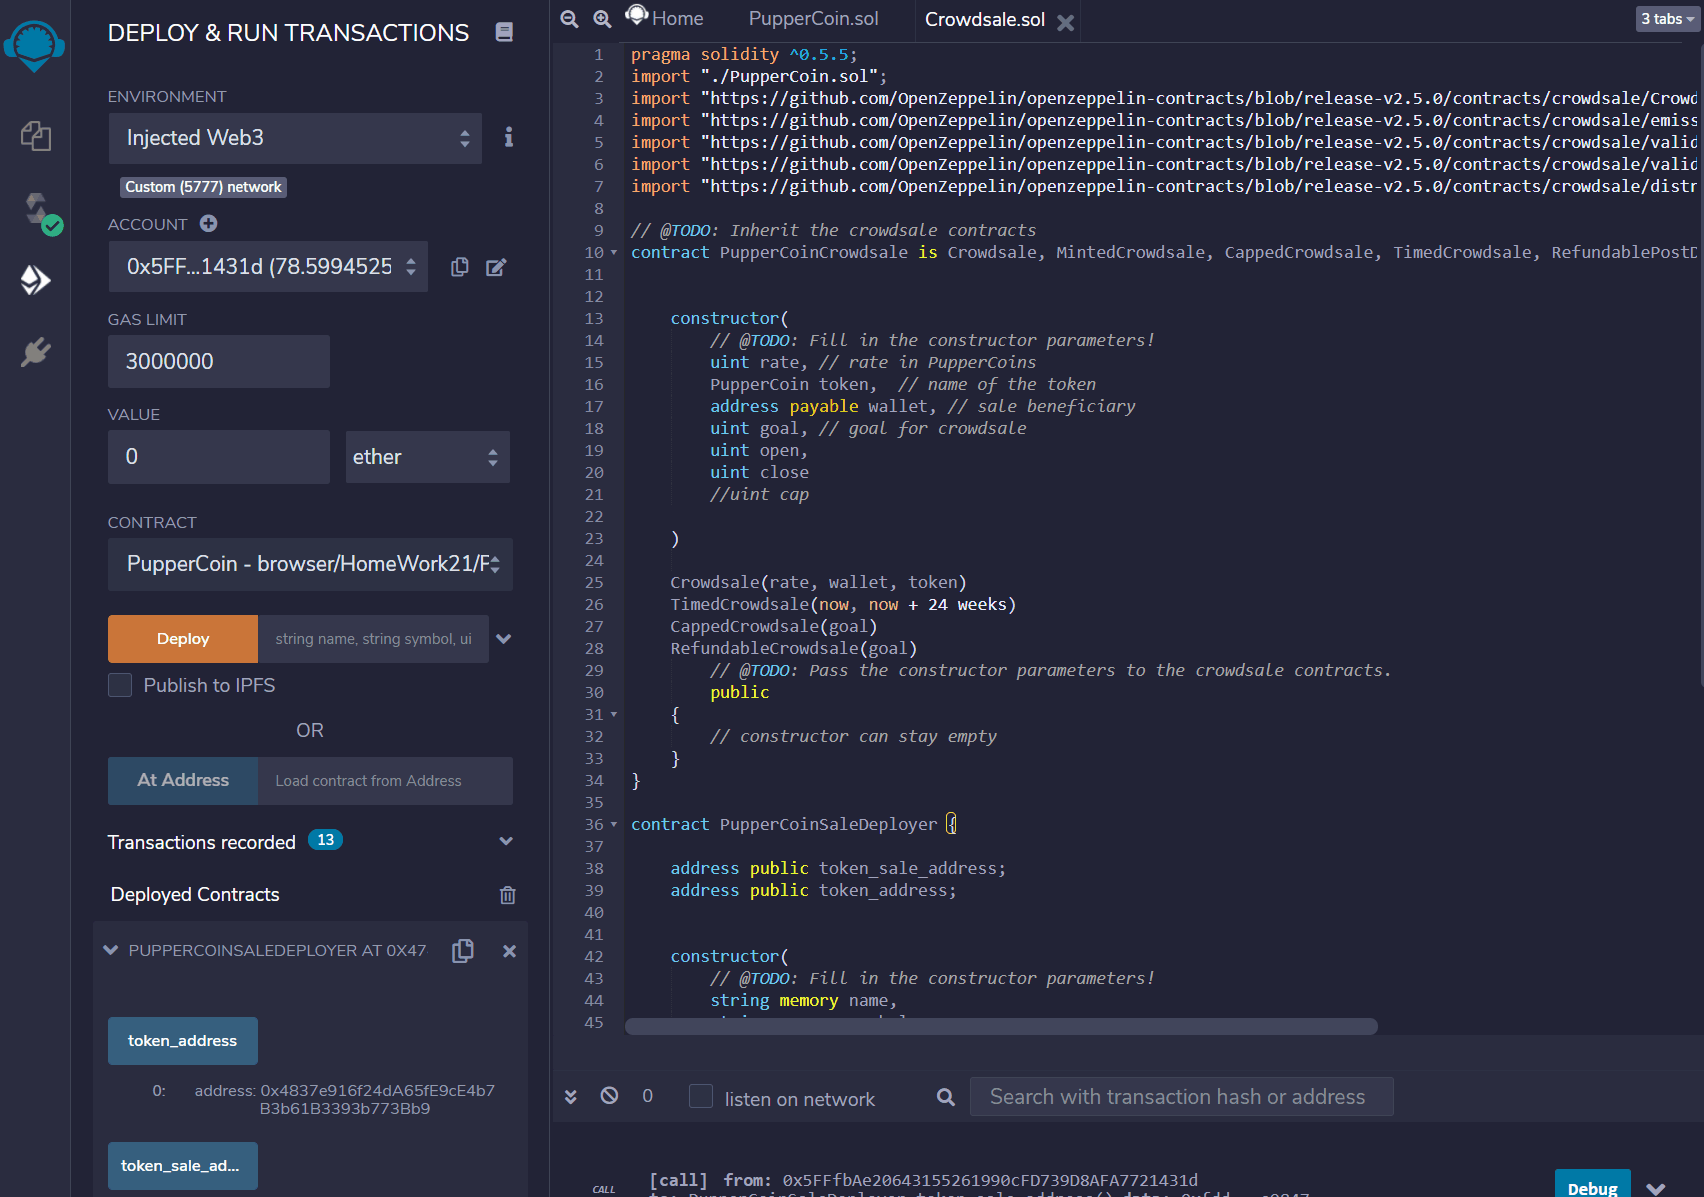 DEPLOY & RUN TRANSACTIONS
ENVIRONMENT
Injected Web3
Custom (5777) network
ACCOUNT
0x5FF...1431d (78.5994525
GAS LIMIT
3000000
VALUE
0
ether
CONTRACT
PupperCoin - browser/HomeWork21/F
Deploy
string name, string symbol, ui
Publish to IPFS
OR
At Address
Load contract from Address
Transactions recorded 13
Deployed Contracts
PUPPERCOINSALEDEPLOYER AT 0X47
token_address
0: address: 0x4837e916f24dA65fE9cE4b7
B3b61B3393b773Bb9
token_sale_ad...
Home
PupperCoin.sol
Crowdsale.sol
3 tabs
1 pragma solidity ^0.5.5;
2 import "./PupperCoin.sol";
3 import "https://github.com/OpenZeppelin/openzeppelin-contracts/blob/release-v2.5.0/contracts/crowdsale/Crowd
4 import "https://github.com/OpenZeppelin/openzeppelin-contracts/blob/release-v2.5.0/contracts/crowdsale/emiss
5 import "https://github.com/OpenZeppelin/openzeppelin-contracts/blob/release-v2.5.0/contracts/crowdsale/valid
6 import "https://github.com/OpenZeppelin/openzeppelin-contracts/blob/release-v2.5.0/contracts/crowdsale/valid
7 import "https://github.com/OpenZeppelin/openzeppelin-contracts/blob/release-v2.5.0/contracts/crowdsale/distr
8
9 // @TODO: Inherit the crowdsale contracts
10 contract PupperCoinCrowdsale is Crowdsale, MintedCrowdsale, CappedCrowdsale, TimedCrowdsale, RefundablePostD
11
12
13 constructor(
14 // @TODO: Fill in the constructor parameters!
15 uint rate, // rate in PupperCoins
16 PupperCoin token, // name of the token
17 address payable wallet, // sale beneficiary
18 uint goal, // goal for crowdsale
19 uint open,
20 uint close
21 //uint cap
22
23 )
24
25 Crowdsale(rate, wallet, token)
26 TimedCrowdsale(now, now + 24 weeks)
27 CappedCrowdsale(goal)
28 RefundableCrowdsale(goal)
29 // @TODO: Pass the constructor parameters to the crowdsale contracts.
30 public
31 {
32 // constructor can stay empty
33 }
34 }
35
36 contract PupperCoinSaleDeployer {
37
38 address public token_sale_address;
39 address public token_address;
40
41
42 constructor(
43 // @TODO: Fill in the constructor parameters!
44 string memory name,
45
0
listen on network
Search with transaction hash or address
CALL
[call] from: 0x5FFfbAe20643155261990cFD739D8AFA7721431d
Debug